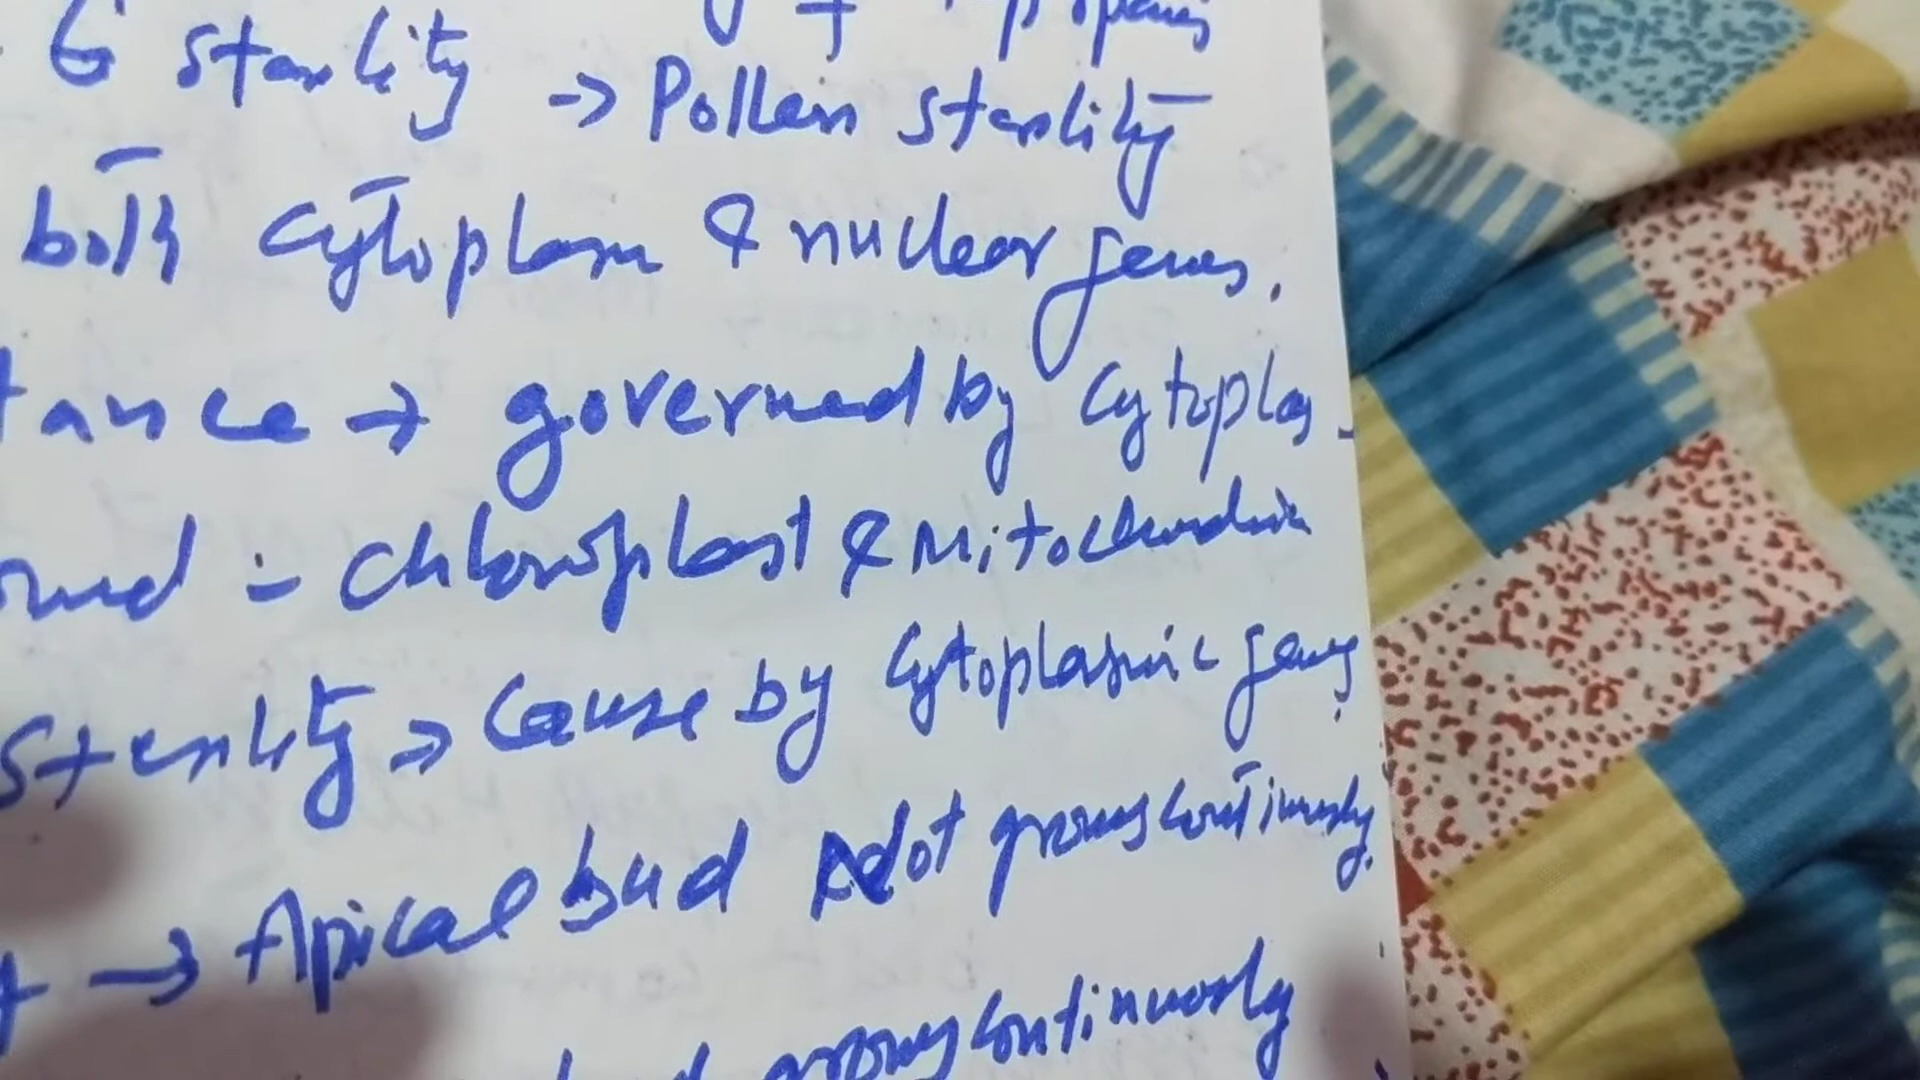 G sterility → Pollen sterility
both cytoplasm & nuclear genes.
tance → governed by cytoplas
- chloroplast & Mitochondria
sterility → cause by cytoplasmic genes
→ Apical bud Not grows continuously.
grows continuously